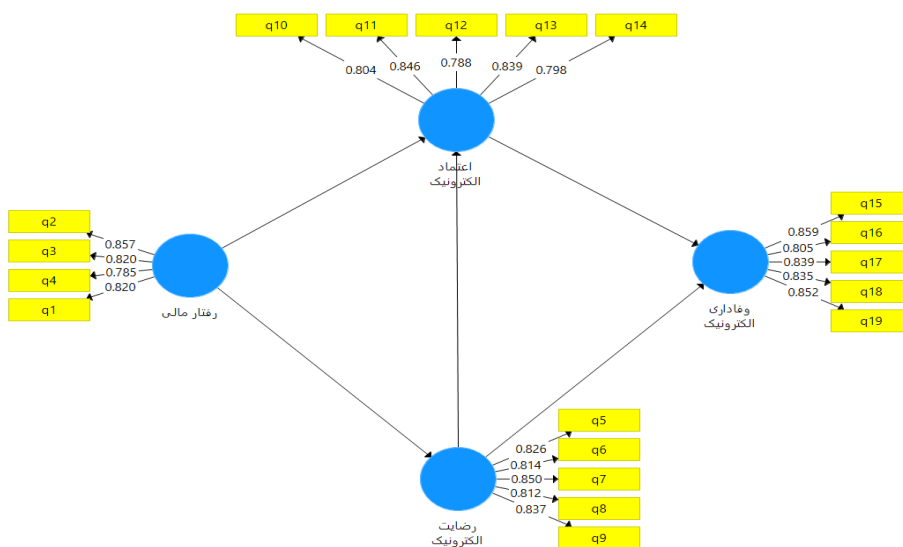 q10
q11
q12
q13
q14
0.804
0.846
0.788
0.839
0.798
اعتماد
الکترونیک
q2
q3
q4
q1
0.857
0.820
0.785
0.820
رفتار مالی
q15
q16
q17
q18
q19
0.859
0.805
0.839
0.835
0.852
وفاداری
الکترونیک
q5
q6
q7
q8
q9
0.826
0.814
0.850
0.812
0.837
رضایت
الکترونیک